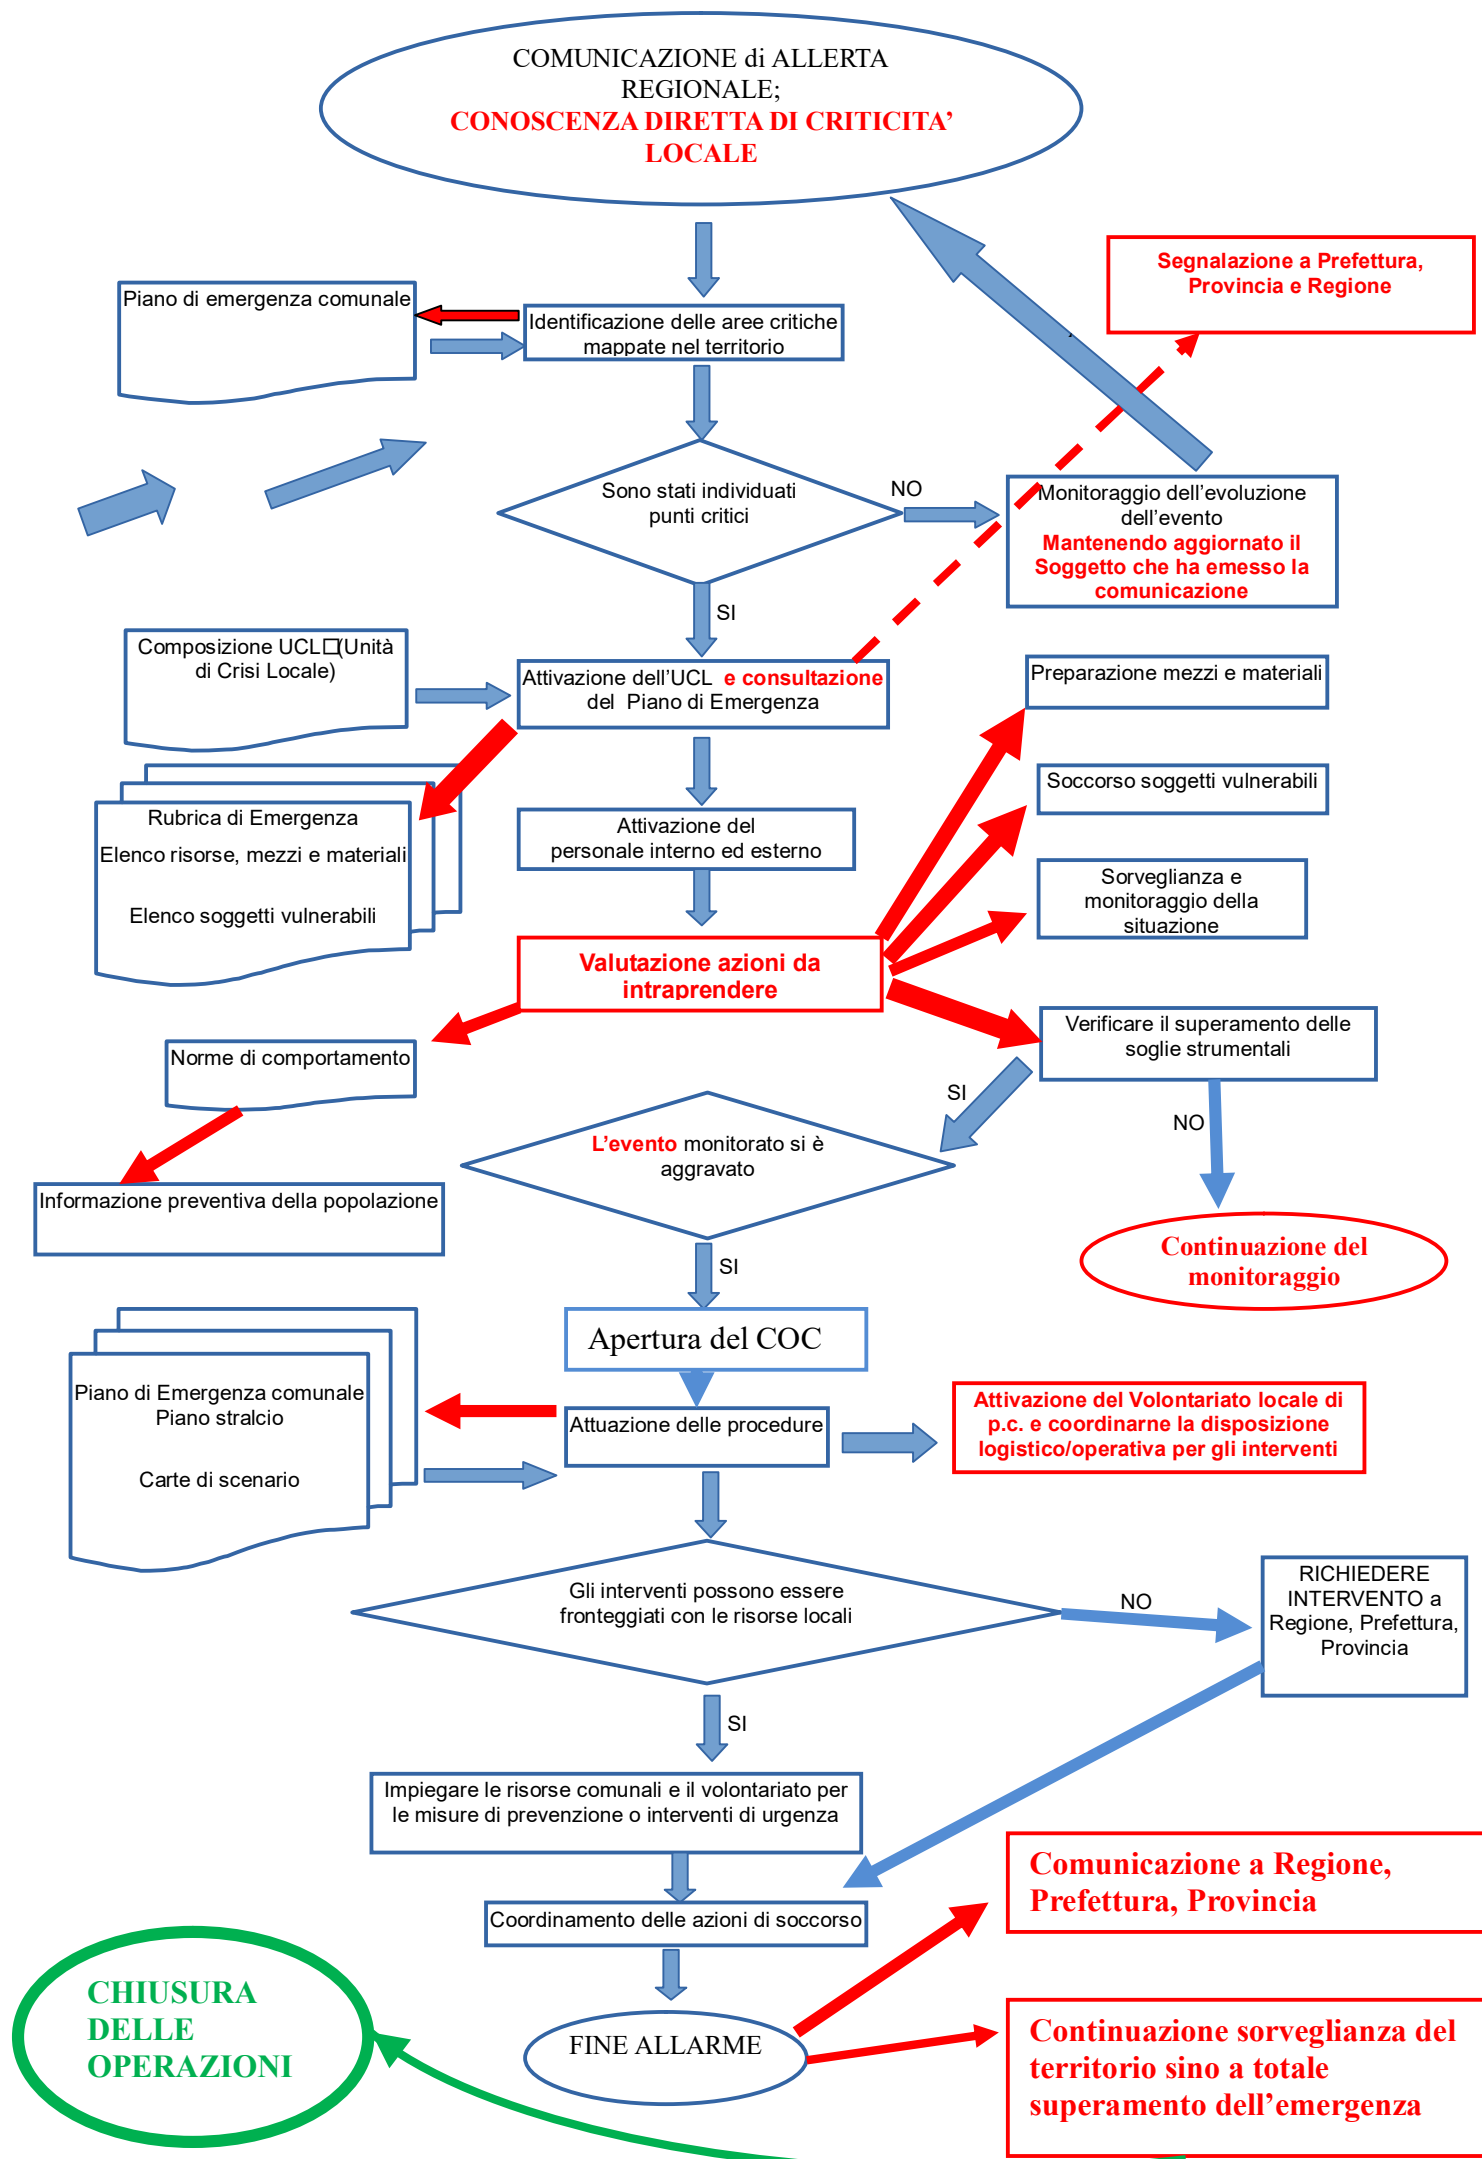 COMUNICAZIONE di ALLERTA
REGIONALE;
CONOSCENZA DIRETTA DI CRITICITA’
LOCALE
Segnalazione a Prefettura,
Provincia e Regione
Piano di emergenza comunale
Identificazione delle aree critiche
mappate nel territorio
Sono stati individuati
punti critici
NO
Monitoraggio dell’evoluzione
dell’evento
Mantenendo aggiornato il
Soggetto che ha emesso la
comunicazione
SI
Composizione UCL□(Unità
di Crisi Locale)
Attivazione dell’UCL e consultazione
del Piano di Emergenza
Preparazione mezzi e materiali
Soccorso soggetti vulnerabili
Rubrica di Emergenza
Elenco risorse, mezzi e materiali
Elenco soggetti vulnerabili
Attivazione del
personale interno ed esterno
Sorveglianza e
monitoraggio della
situazione
Valutazione azioni da
intraprendere
Verificare il superamento delle
soglie strumentali
Norme di comportamento
SI
NO
L’evento monitorato si è
aggravato
Informazione preventiva della popolazione
Continuazione del
monitoraggio
SI
Apertura del COC
Piano di Emergenza comunale
Piano stralcio
Carte di scenario
Attuazione delle procedure
Attivazione del Volontariato locale di
p.c. e coordinarne la disposizione
logistico/operativa per gli interventi
Gli interventi possono essere
fronteggiati con le risorse locali
NO
RICHIEDERE
INTERVENTO a
Regione, Prefettura,
Provincia
SI
Impiegare le risorse comunali e il volontariato per
le misure di prevenzione o interventi di urgenza
Comunicazione a Regione,
Prefettura, Provincia
Coordinamento delle azioni di soccorso
CHIUSURA
DELLE
OPERAZIONI
FINE ALLARME
Continuazione sorveglianza del
territorio sino a totale
superamento dell’emergenza